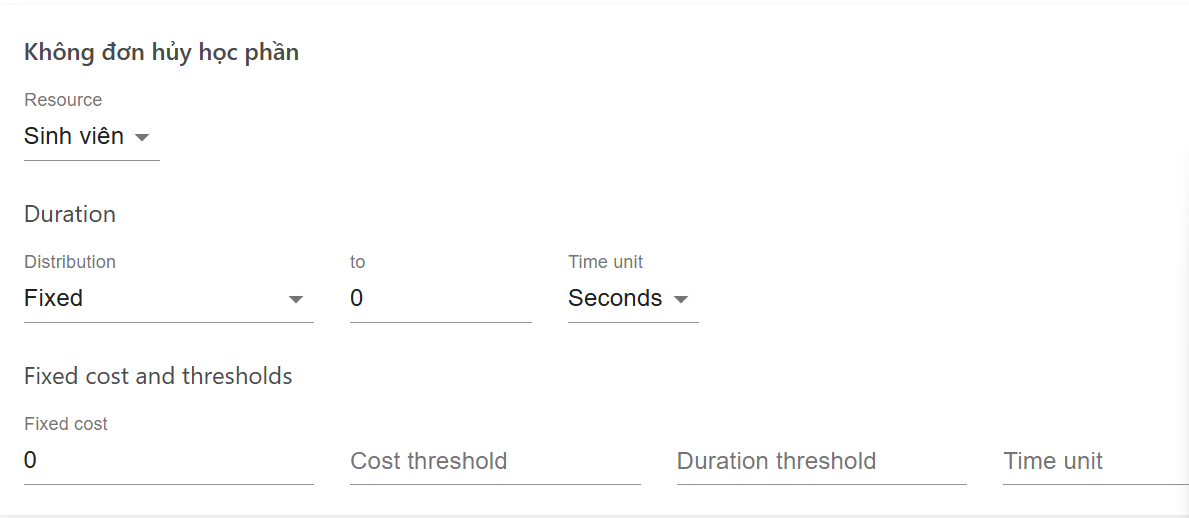 Không đơn hủy học phần
Resource
Sinh viên
Duration
Distribution to Time unit
Fixed 0 Seconds
Fixed cost and thresholds
Fixed cost
0 Cost threshold Duration threshold Time unit